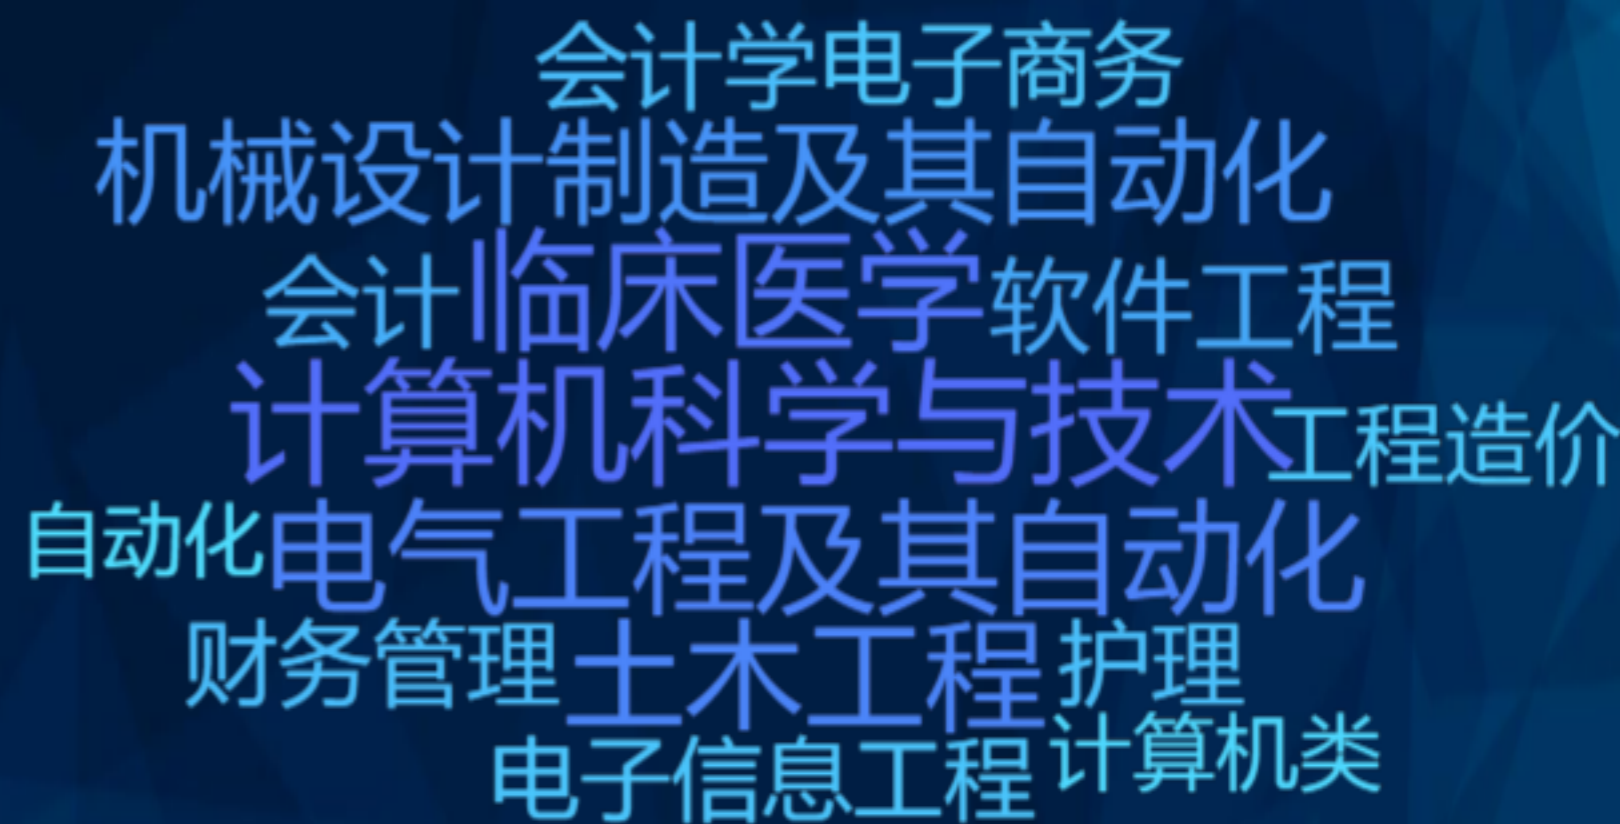 会计学 电子商务
机械设计制造及其自动化
会计 临床医学 软件工程
计算机科学与技术 工程造价
自动化 电气工程及其自动化
财务管理 土木工程 护理
电子信息工程 计算机类